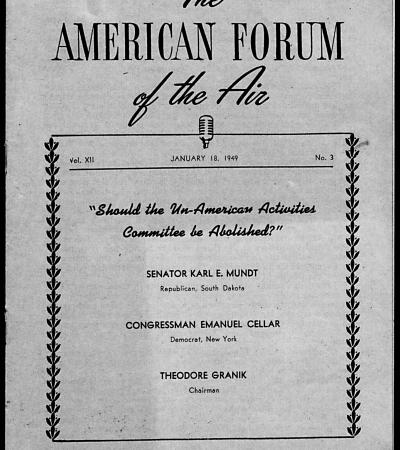 The
AMERICAN FORUM
of the Air
Vol. XII JANUARY 18, 1949 No. 3
"Should the Un-American Activities
Committee be Abolished?"
SENATOR KARL E. MUNDT
Republican, South Dakota
CONGRESSMAN EMANUEL CELLAR
Democrat, New York
THEODORE GRANIK
Chairman